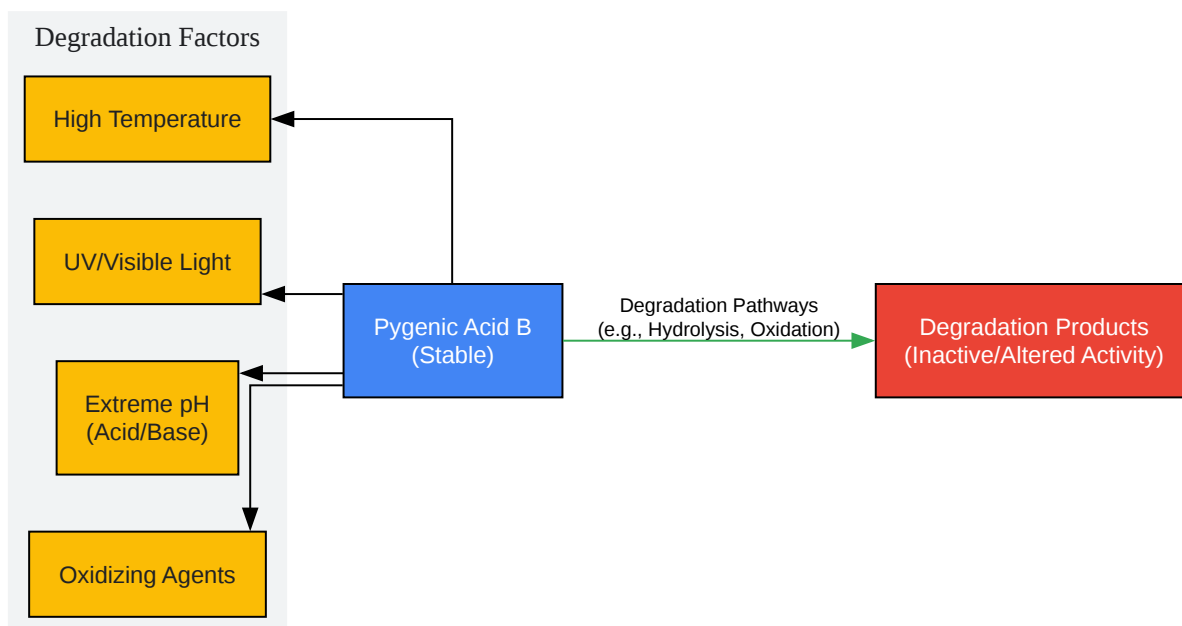 Degradation Factors
High Temperature
UV/Visible Light
Extreme pH
(Acid/Base)
Oxidizing Agents
Pygenic Acid B
(Stable)
Degradation Pathways
(e.g., Hydrolysis, Oxidation)
Degradation Products
(Inactive/Altered Activity)